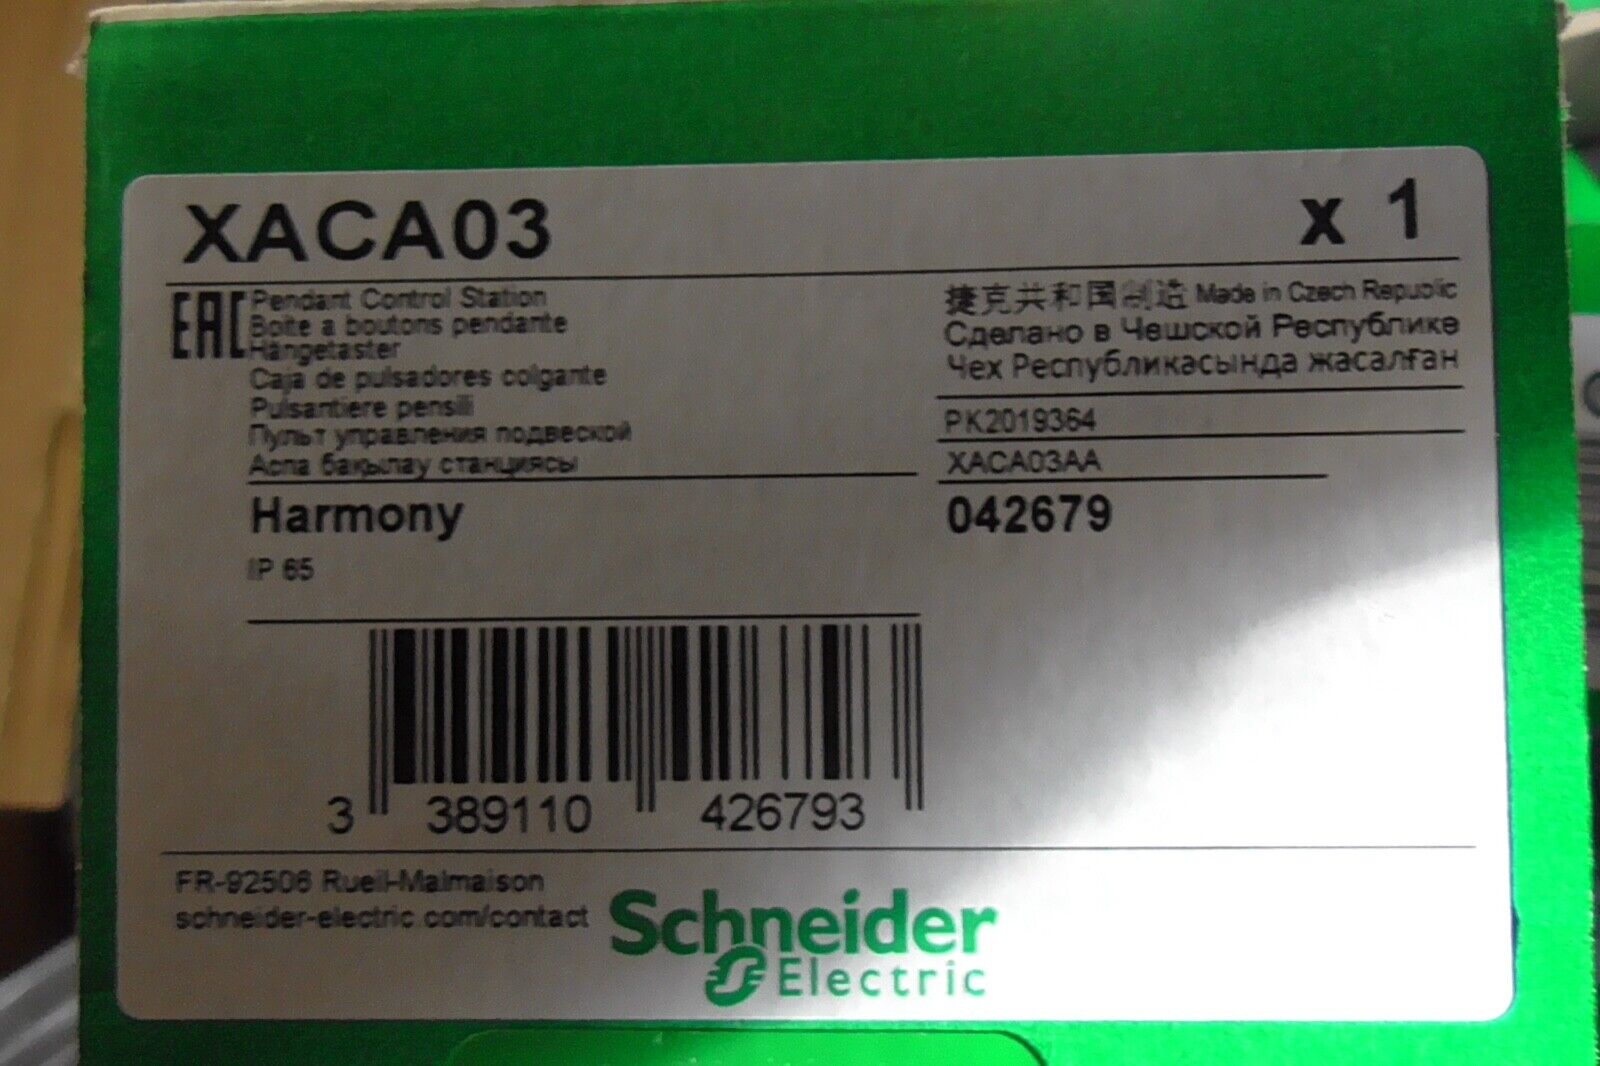 XACA03 x 1
EAC
Pendant Control Station
Boite a boutons pendante
Hängetaster
Caja de pulsadores colgante
Pulsantiere pensili
Пульт управления подвеской
Аспа бақылау станциясы
捷克共和国制造 Made in Czech Republic
Сделано в Чешской Республике
Чех Республикасында жасалған
PK2019364
XACA03AA
Harmony
042679
IP 65
3 389110 426793
FR-92506 Rueil-Malmaison
schneider-electric.com/contact
Schneider
Electric